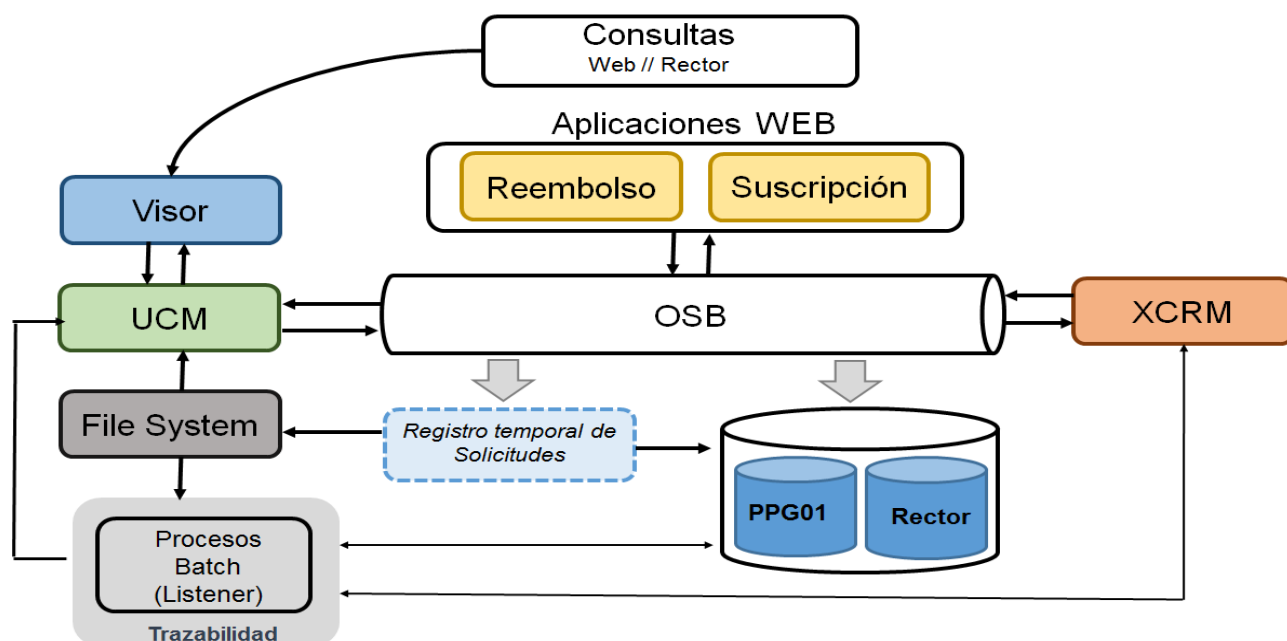 Consultas
Web // Rector
Aplicaciones WEB
Reembolso
Suscripción
Visor
UCM
OSB
XCRM
File System
Registro temporal de
Solicitudes
PPG01
Rector
Procesos
Batch
(Listener)
Trazabilidad